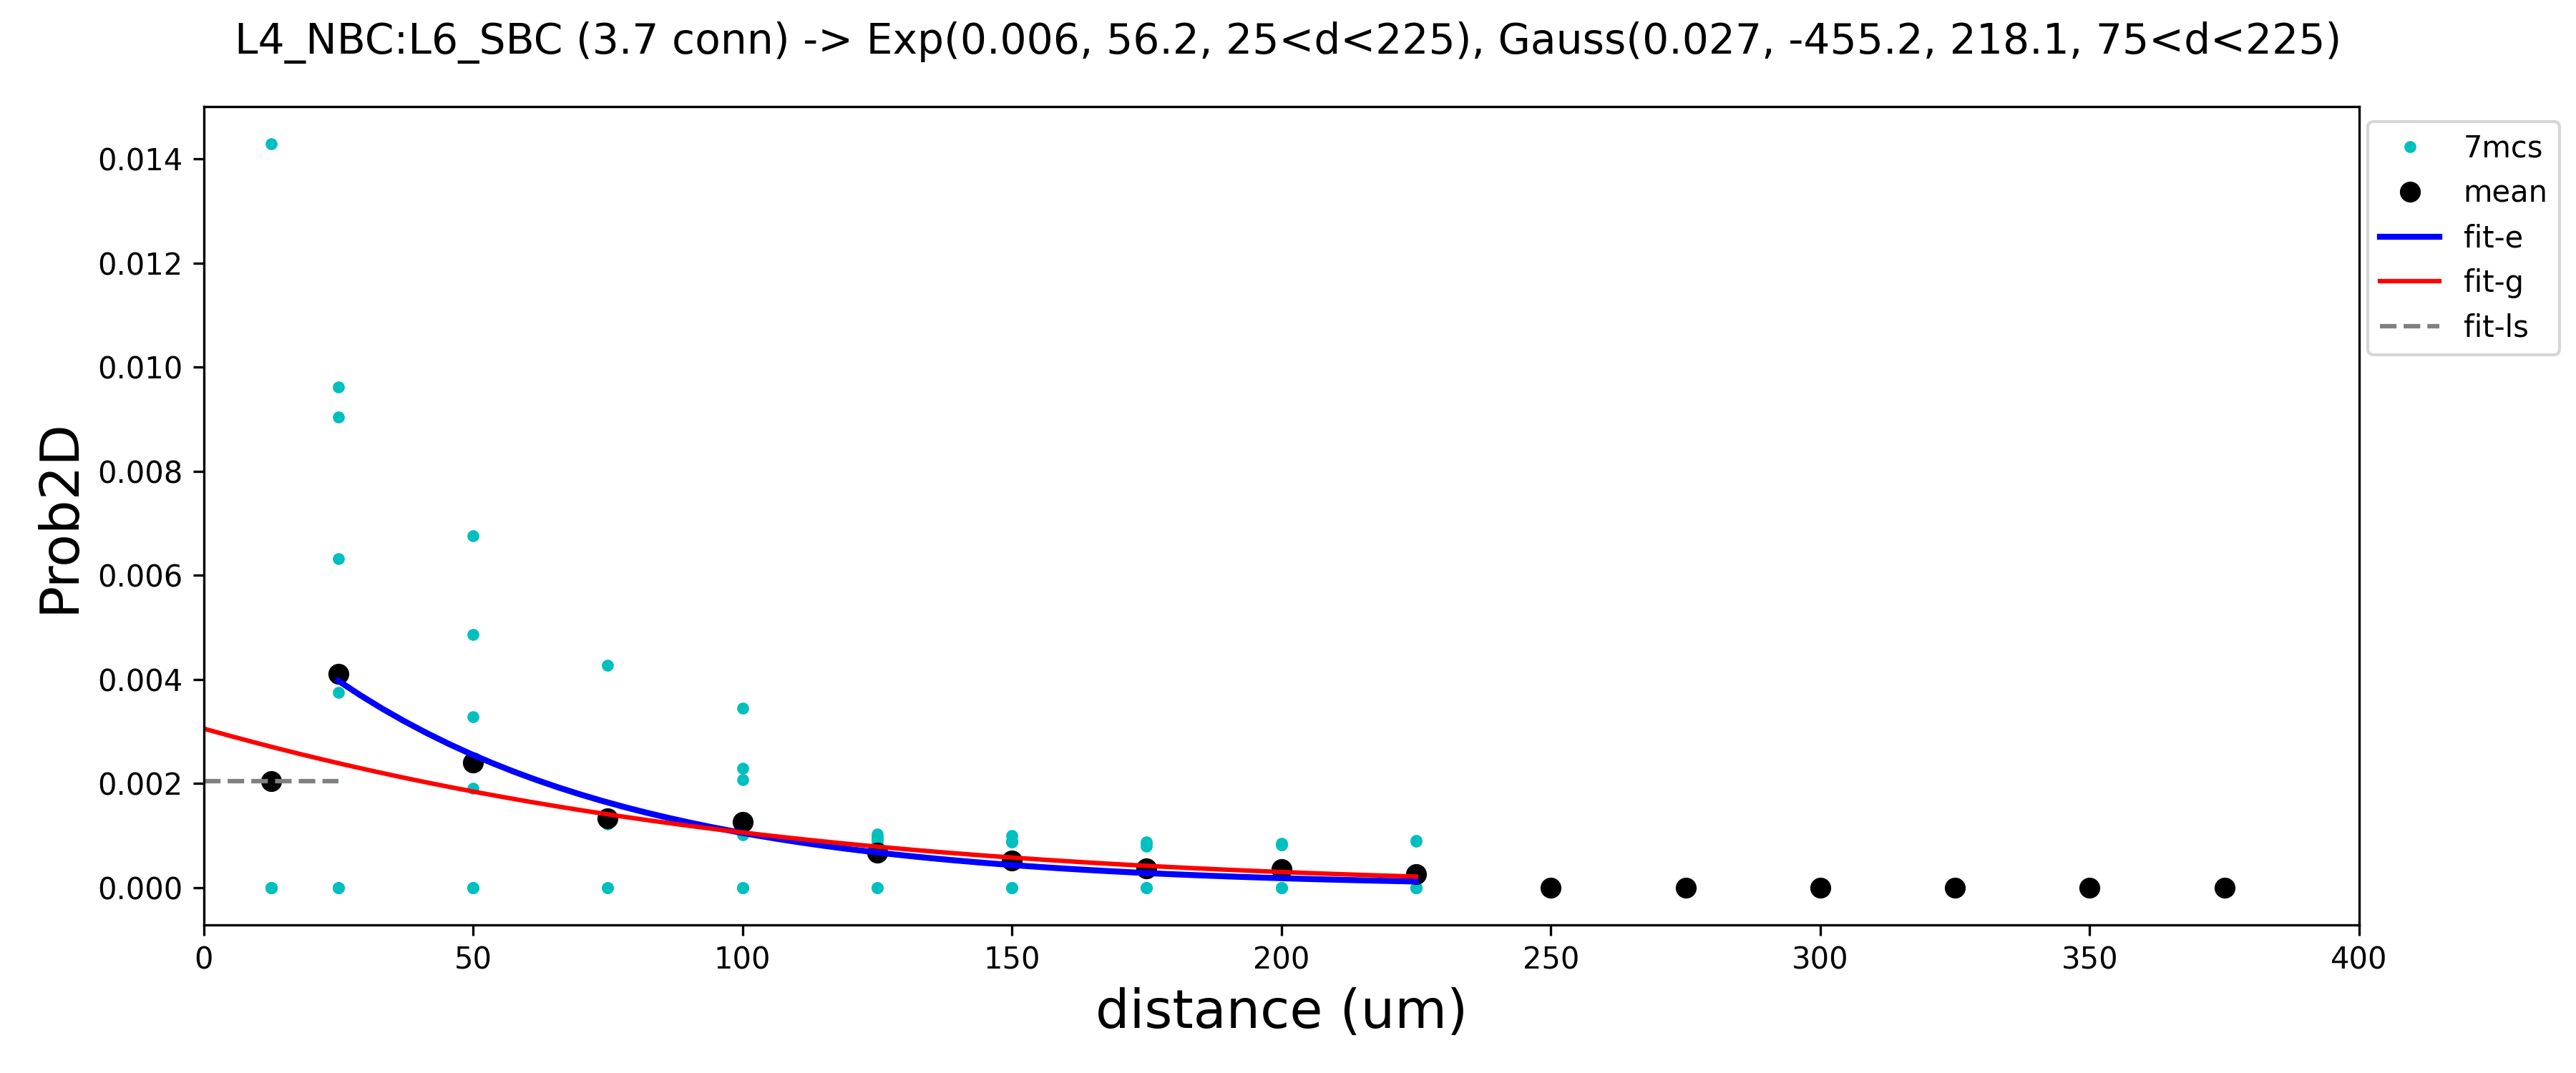 L4_NBC:L6_SBC (3.7 conn) -> Exp(0.006, 56.2, 25<d<225), Gauss(0.027, -455.2, 218.1, 75<d<225)
7mcs
mean
fit-e
fit-g
fit-ls
Prob2D
0.014
0.012
0.010
0.008
0.006
0.004
0.002
0.000
0 50 100 150 200 250 300 350 400
distance (um)